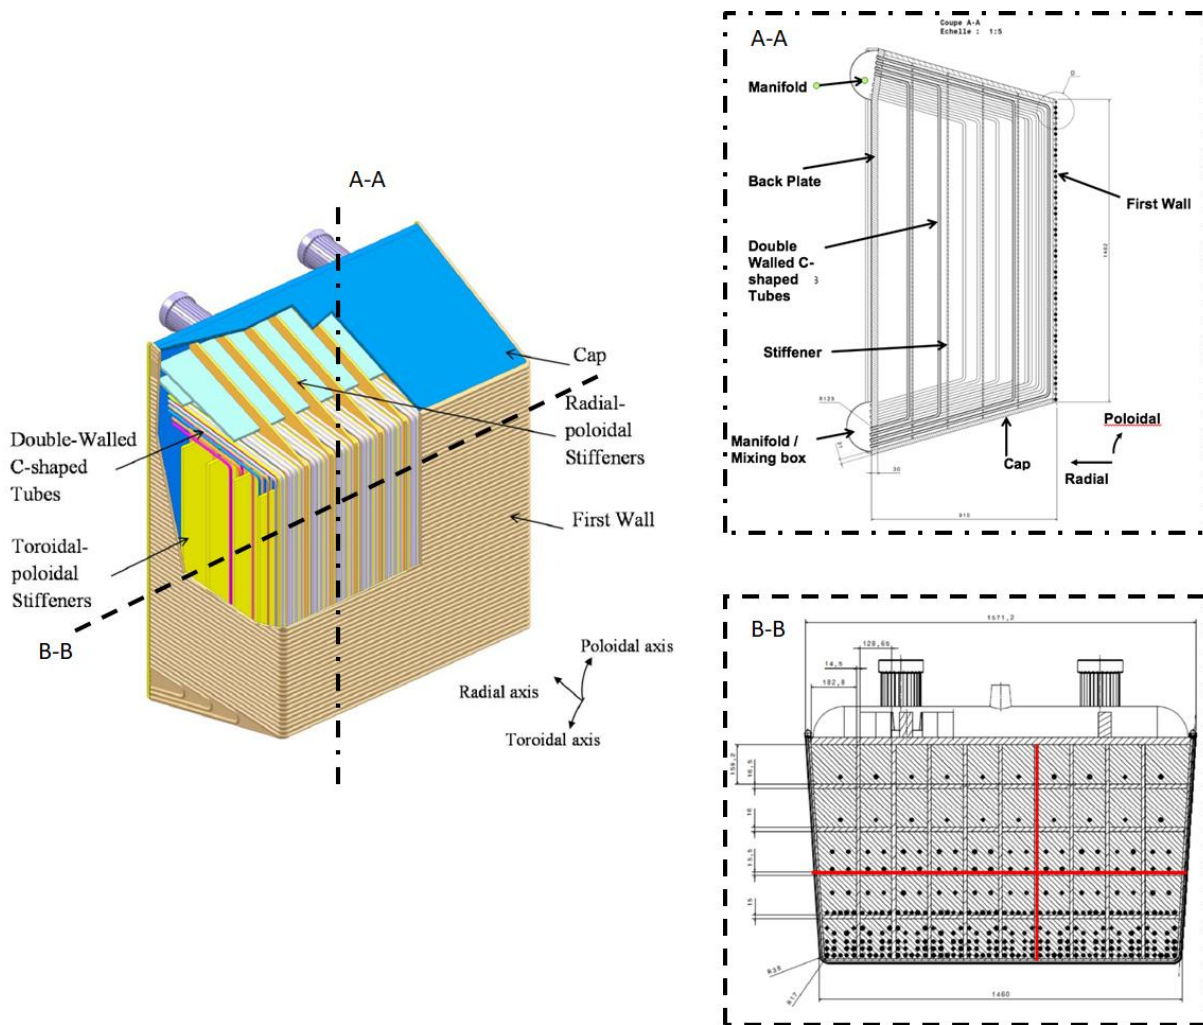 A-A
Cap
Radial-
poloidal
Stiffeners
Double-Walled
C-shaped
Tubes
First Wall
Toroidal-
poloidal
Stiffeners
B-B
Poloidal axis
Radial axis
Toroidal axis
A-A
Coupe A-A
Echelle : 1:5
Manifold
D
Back Plate
First Wall
Double
Walled C-
shaped
Tubes
Stiffener
R125
Manifold /
Mixing box
Cap
Poloidal
Radial
30
B-B
1571,2
128,65
14,5
182,8
159,2
16,5
16
15,5
15
R17
1460